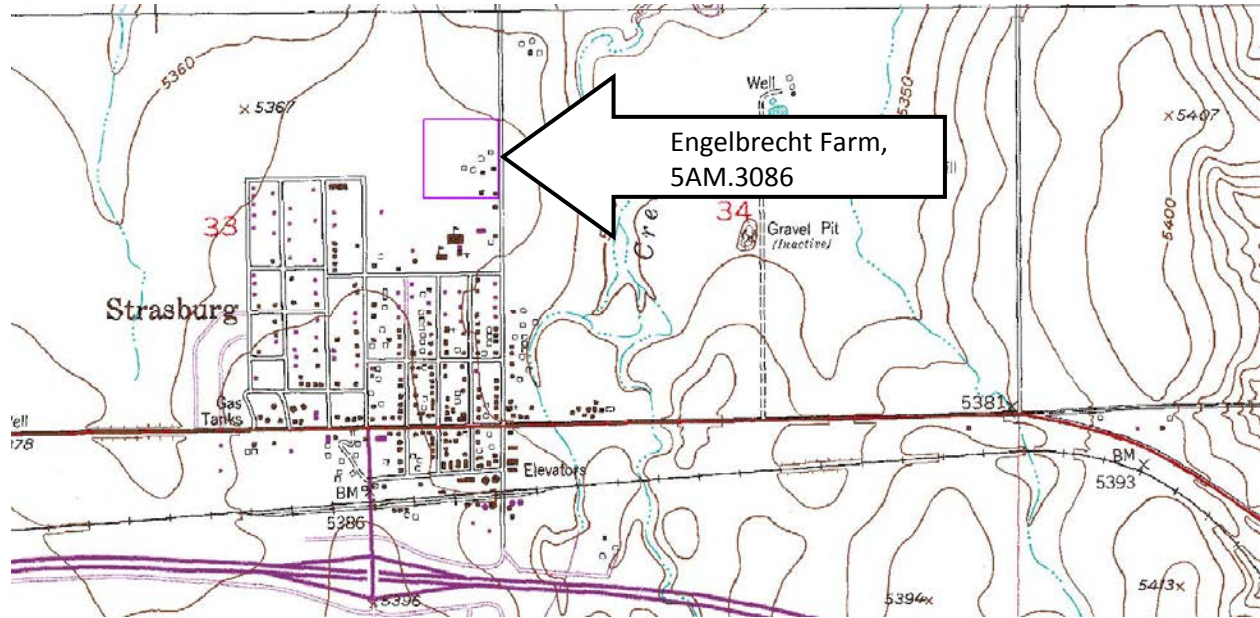 5360
× 5367
Well
5350
× 5407
Engelbrecht Farm,
5AM.3086
33
34
Cre
Gravel Pit
(Inactive)
5400
Strasburg
Gas
Tanks
5381
Elevators
BM
5386
BM
5393
5396
5394×
5413×